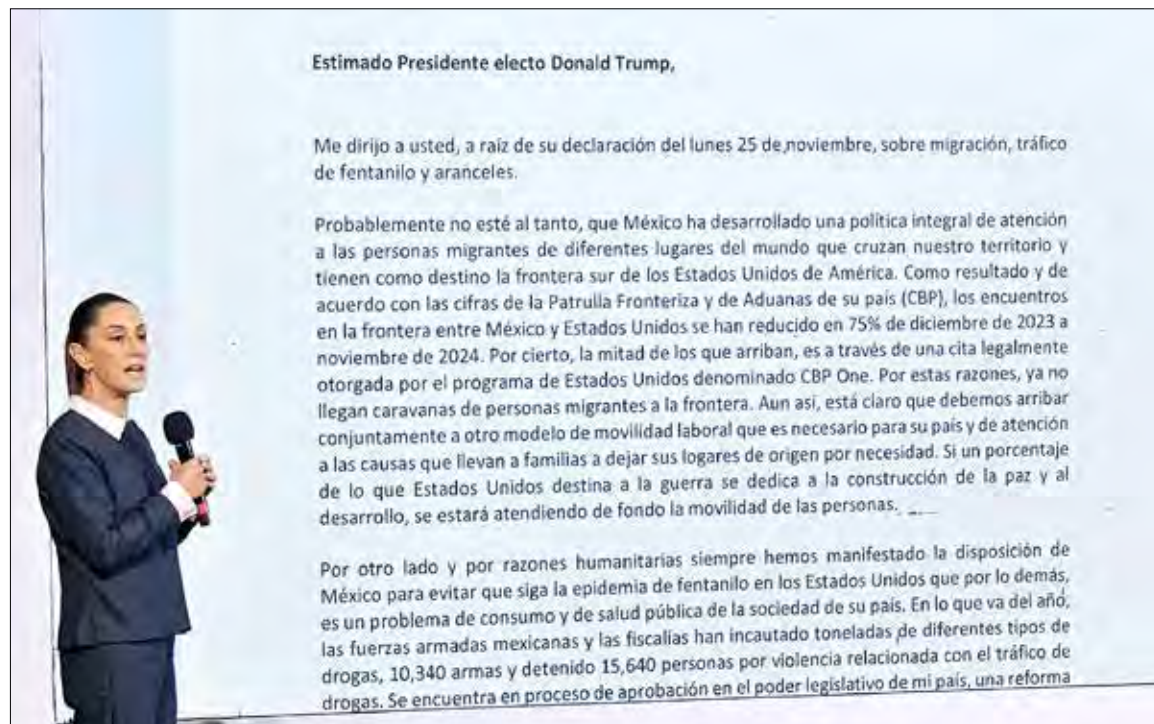 Estimado Presidente electo Donald Trump,
Me dirijo a usted, a raíz de su declaración del lunes 25 de noviembre, sobre migración, tráfico
de fentanilo y aranceles.
Probablemente no esté al tanto, que México ha desarrollado una política integral de atención
a las personas migrantes de diferentes lugares del mundo que cruzan nuestro territorio y
tienen como destino la frontera sur de los Estados Unidos de América. Como resultado y de
acuerdo con las cifras de la Patrulla Fronteriza y de Aduanas de su país (CBP), los encuentros
en la frontera entre México y Estados Unidos se han reducido en 75% de diciembre de 2023 a
noviembre de 2024. Por cierto, la mitad de los que arriban, es a través de una cita legalmente
otorgada por el programa de Estados Unidos denominado CBP One. Por estas razones, ya no
llegan caravanas de personas migrantes a la frontera. Aun así, está claro que debemos arribar
conjuntamente a otro modelo de movilidad laboral que es necesario para su país y de atención
a las causas que llevan a familias a dejar sus logares de origen por necesidad. Si un porcentaje
de lo que Estados Unidos destina a la guerra se dedica a la construcción de la paz y al
desarrollo, se estará atendiendo de fondo la movilidad de las personas.
Por otro lado y por razones humanitarias siempre hemos manifestado la disposición de
México para evitar que siga la epidemia de fentanilo en los Estados Unidos que por lo demás,
es un problema de consumo y de salud pública de la sociedad de su país. En lo que va del año,
las fuerzas armadas mexicanas y las fiscalías han incautado toneladas de diferentes tipos de
drogas, 10,340 armas y detenido 15,640 personas por violencia relacionada con el tráfico de
drogas. Se encuentra en proceso de aprobación en el poder legislativo de mi país, una reforma